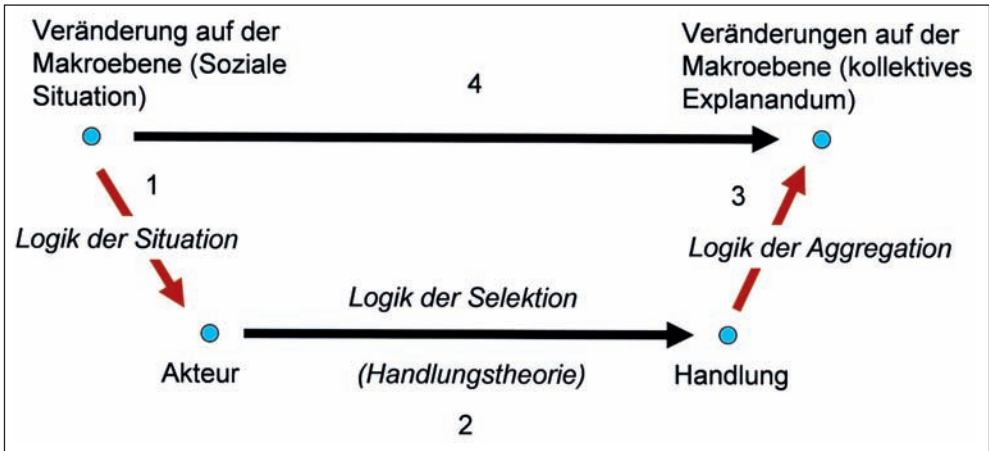 Veränderung auf der
Makroebene (Soziale
Situation)
Veränderungen auf der
Makroebene (kollektives
Explanandum)
4
1
3
Logik der Situation
Logik der Aggregation
Logik der Selektion
Akteur
(Handlungstheorie)
Handlung
2